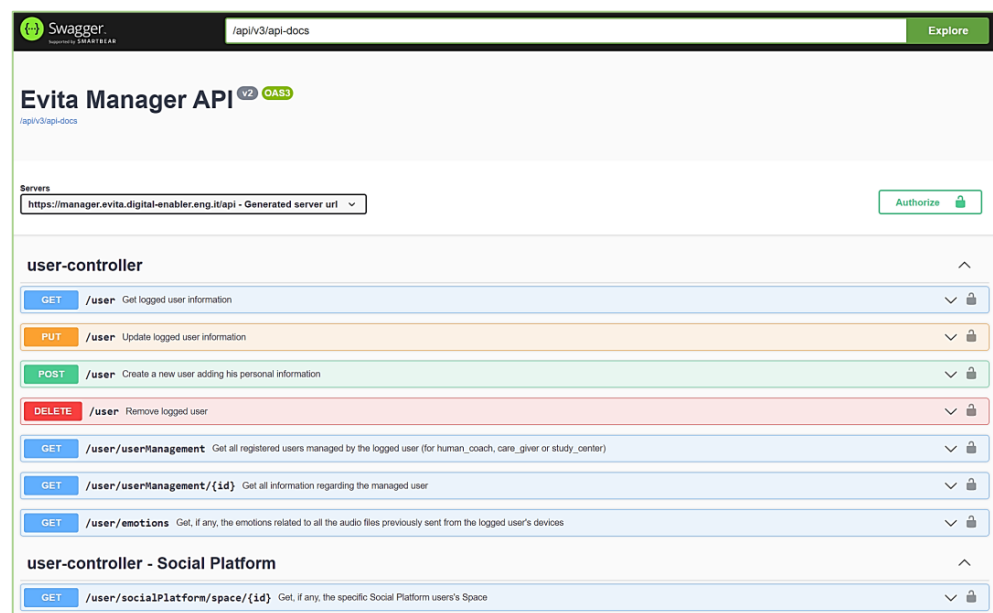 Swagger.
Supported by SMARTBEAR
/api/v3/api-docs
Explore
Evita Manager API v2 OAS3
/api/v3/api-docs
Servers
https://manager.evita.digital-enabler.eng.it/api - Generated server url
Authorize
user-controller
GET /user Get logged user information
PUT /user Update logged user information
POST /user Create a new user adding his personal information
DELETE /user Remove logged user
GET /user/userManagement Get all registered users managed by the logged user (for human_coach, care_giver or study_center)
GET /user/userManagement/{id} Get all information regarding the managed user
GET /user/emotions Get, if any, the emotions related to all the audio files previously sent from the logged user's devices
user-controller - Social Platform
GET /user/socialPlatform/space/{id} Get, if any, the specific Social Platform users's Space